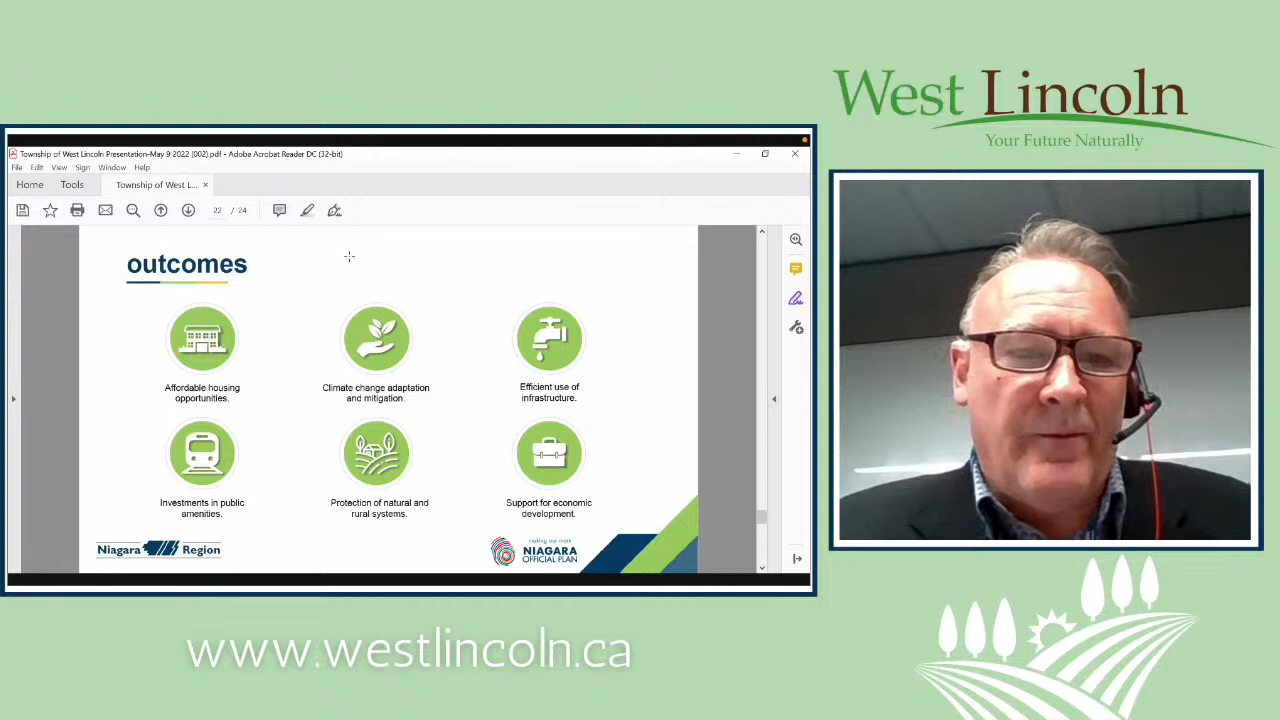 West Lincoln
Your Future Naturally
Township of West Lincoln Presentation-May 9 2022 (002).pdf - Adobe Acrobat Reader DC (32-bit)
File Edit View Sign Window Help
Home Tools Township of West L... ×
22 / 24
outcomes
Affordable housing
opportunities.
Climate change adaptation
and mitigation.
Efficient use of
infrastructure.
Investments in public
amenities.
Protection of natural and
rural systems.
Support for economic
development.
Niagara Region
making our mark
NIAGARA
OFFICIAL PLAN
www.westlincoln.ca